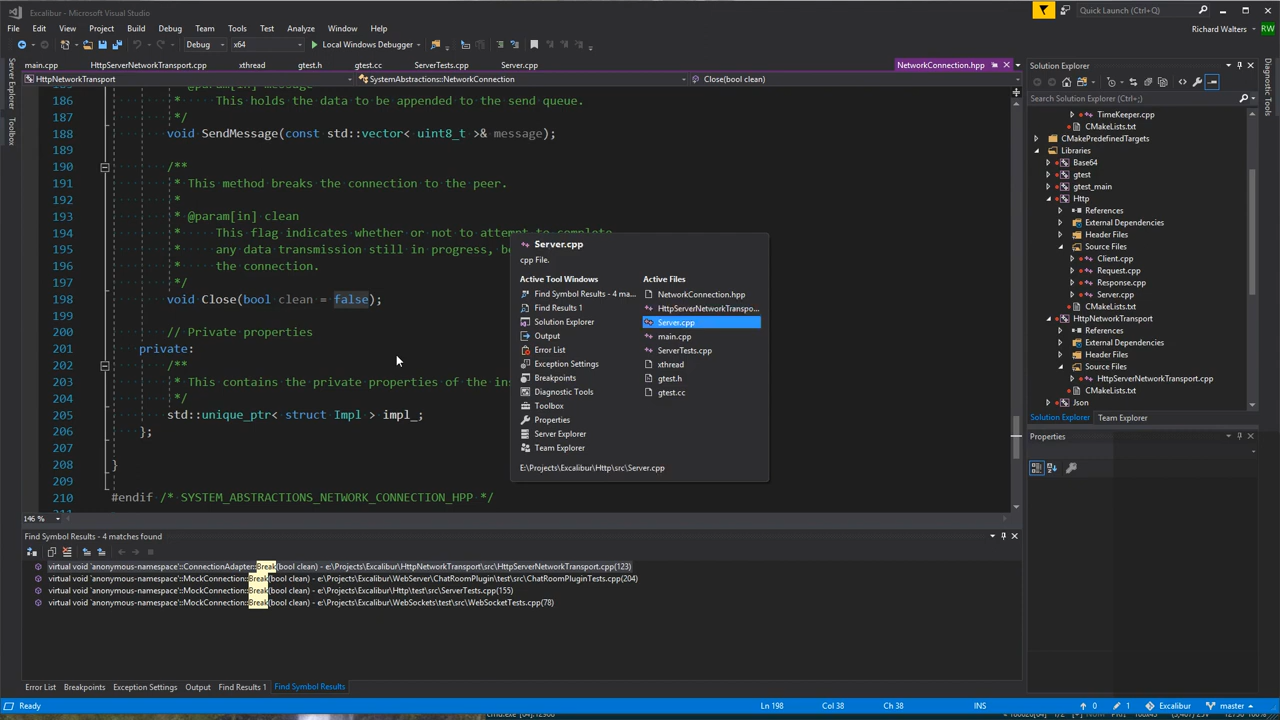 Excalibur - Microsoft Visual Studio
Quick Launch (Ctrl+Q)
File Edit View Project Build Debug Team Tools Test Analyze Window Help
Richard Walters RW
Debug x64 Local Windows Debugger
main.cpp HttpServerNetworkTransport.cpp xthread gtest.h gtest.cc ServerTests.cpp Server.cpp NetworkConnection.hpp
HttpNetworkTransport SystemAbstractions::NetworkConnection Close(bool clean)
Server Explorer
Toolbox
* @param[in] message
186 * This holds the data to be appended to the send queue.
187 */
188 void SendMessage(const std::vector< uint8_t >& message);
189
190 /**
191 * This method breaks the connection to the peer.
192 *
193 * @param[in] clean
194 * This flag indicates whether or not to attempt to complete
195 * any data transmission still in progress, be
196 * the connection.
197 */
198 void Close(bool clean = false);
199
200 // Private properties
201 private:
202 /**
203 * This contains the private properties of the ins
204 */
205 std::unique_ptr< struct Impl > impl_;
206 };
207
208 }
209
210 #endif /* SYSTEM_ABSTRACTIONS_NETWORK_CONNECTION_HPP */
146 %
Server.cpp
cpp File.
Active Tool Windows
Find Symbol Results - 4 ma...
Find Results 1
Solution Explorer
Output
Error List
Exception Settings
Breakpoints
Diagnostic Tools
Toolbox
Properties
Server Explorer
Team Explorer
Active Files
NetworkConnection.hpp
HttpServerNetworkTranspo...
Server.cpp
main.cpp
ServerTests.cpp
xthread
gtest.h
gtest.cc
E:\Projects\Excalibur\Http\src\Server.cpp
Find Symbol Results - 4 matches found
virtual void `anonymous-namespace'::ConnectionAdapter::Break(bool clean) - e:\Projects\Excalibur\HttpNetworkTransport\src\HttpServerNetworkTransport.cpp(123)
virtual void `anonymous-namespace'::MockConnection::Break(bool clean) - e:\Projects\Excalibur\WebServer\ChatRoomPlugin\test\src\ChatRoomPluginTests.cpp(204)
virtual void `anonymous-namespace'::MockConnection::Break(bool clean) - e:\Projects\Excalibur\Http\test\src\ServerTests.cpp(155)
virtual void `anonymous-namespace'::MockConnection::Break(bool clean) - e:\Projects\Excalibur\WebSockets\test\src\WebSocketTests.cpp(78)
Error List Breakpoints Exception Settings Output Find Results 1 Find Symbol Results
Solution Explorer
Search Solution Explorer (Ctrl+;)
TimeKeeper.cpp
CMakeLists.txt
CMakePredefinedTargets
Libraries
Base64
gtest
gtest_main
Http
References
External Dependencies
Header Files
Source Files
Client.cpp
Request.cpp
Response.cpp
Server.cpp
CMakeLists.txt
HttpNetworkTransport
References
External Dependencies
Header Files
Source Files
HttpServerNetworkTransport.cpp
CMakeLists.txt
Json
Solution Explorer Team Explorer
Properties
Diagnostic Tools
Ready Ln 198 Col 38 Ch 38 INS 0 1 Excalibur master